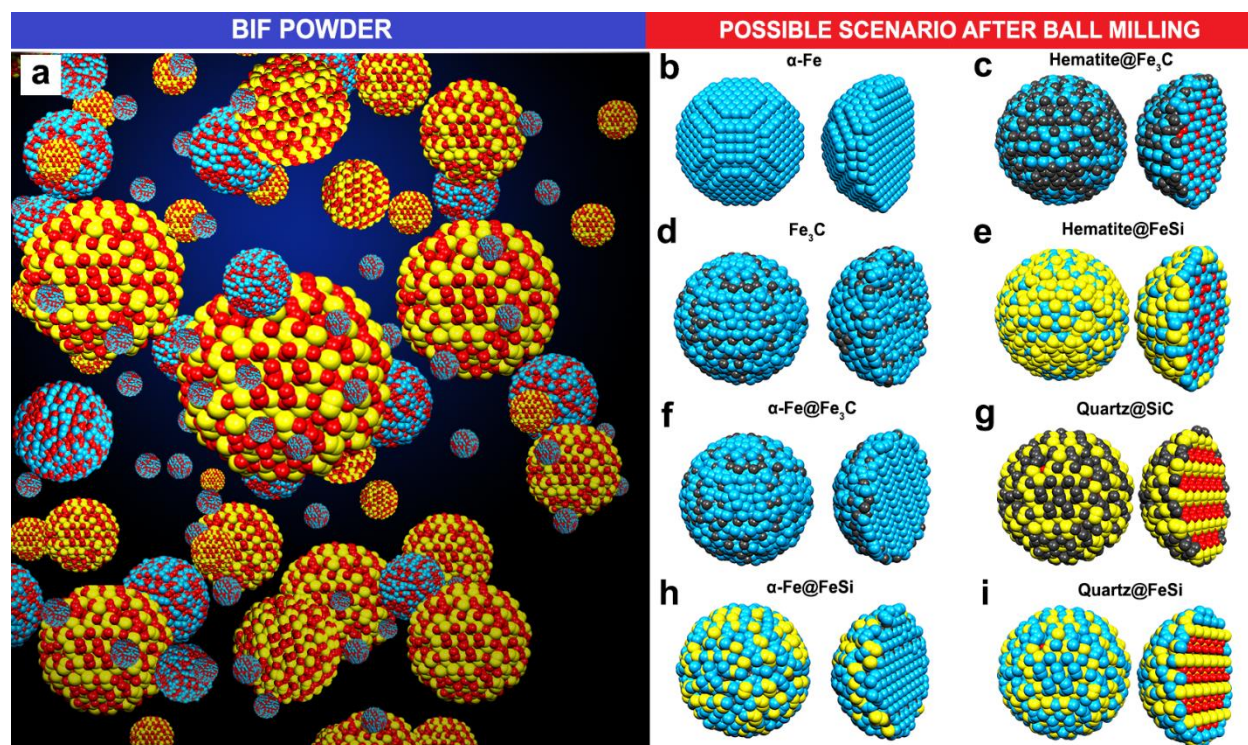 BIF POWDER
POSSIBLE SCENARIO AFTER BALL MILLING
a
b
α-Fe
c
Hematite@Fe₃C
d
Fe₃C
e
Hematite@FeSi
f
α-Fe@Fe₃C
g
Quartz@SiC
h
α-Fe@FeSi
i
Quartz@FeSi